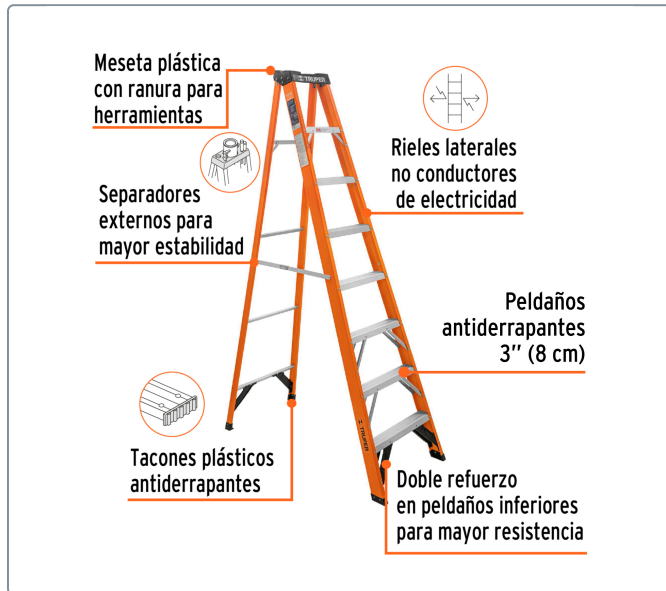 Meseta plástica
con ranura para
herramientas
TRUPER
Rieles laterales
no conductores
de electricidad
Separadores
externos para
mayor estabilidad
Peldaños
antiderrapantes
3’’ (8 cm)
Tacones plásticos
antiderrapantes
TRUPER
Doble refuerzo
en peldaños inferiores
para mayor resistencia